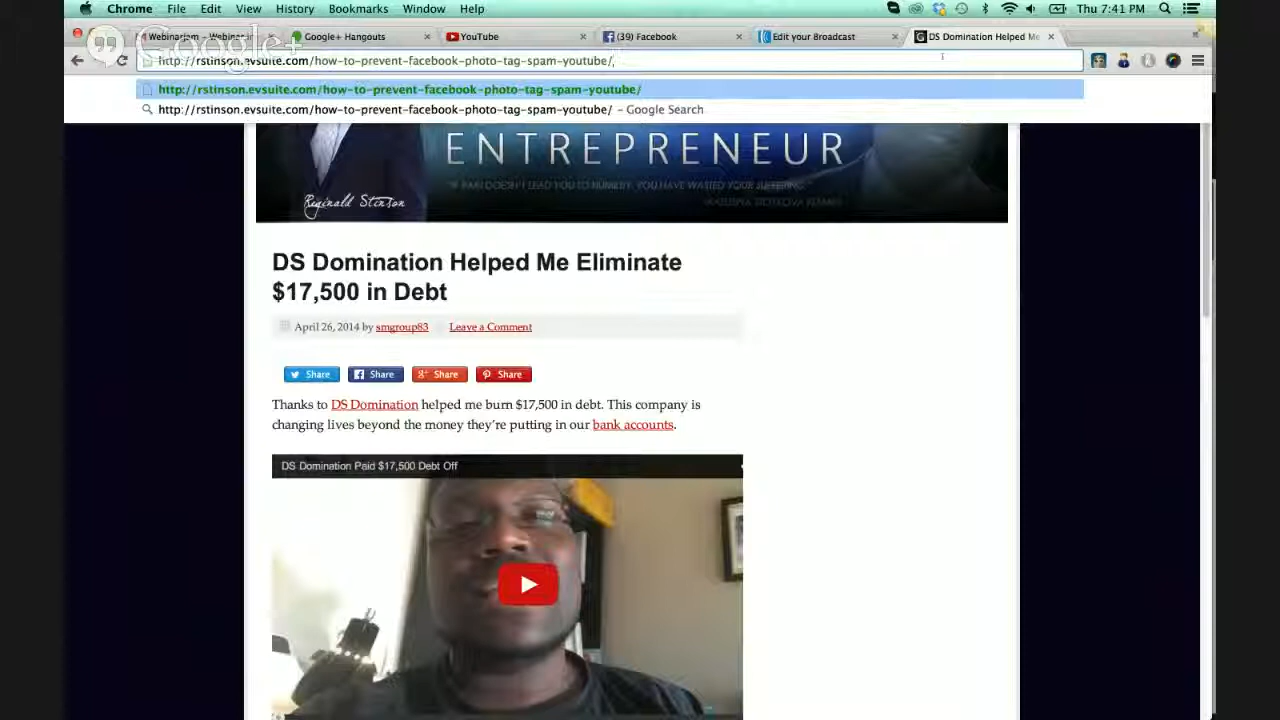 Chrome File Edit View History Bookmarks Window Help Thu 7:41 PM
Google+
Google+ Hangouts × YouTube × (39) Facebook × Edit your Broadcast × DS Domination Helped Me ×
http://rstinson.evsuite.com/how-to-prevent-facebook-photo-tag-spam-youtube/,
http://rstinson.evsuite.com/how-to-prevent-facebook-photo-tag-spam-youtube/
http://rstinson.evsuite.com/how-to-prevent-facebook-photo-tag-spam-youtube/ – Google Search
ENTREPRENEUR
Reginald Stinson
DS Domination Helped Me Eliminate
$17,500 in Debt
April 26, 2014 by smgroup83 Leave a Comment
Share Share Share Share
Thanks to DS Domination helped me burn $17,500 in debt. This company is
changing lives beyond the money they're putting in our bank accounts.
DS Domination Paid $17,500 Debt Off